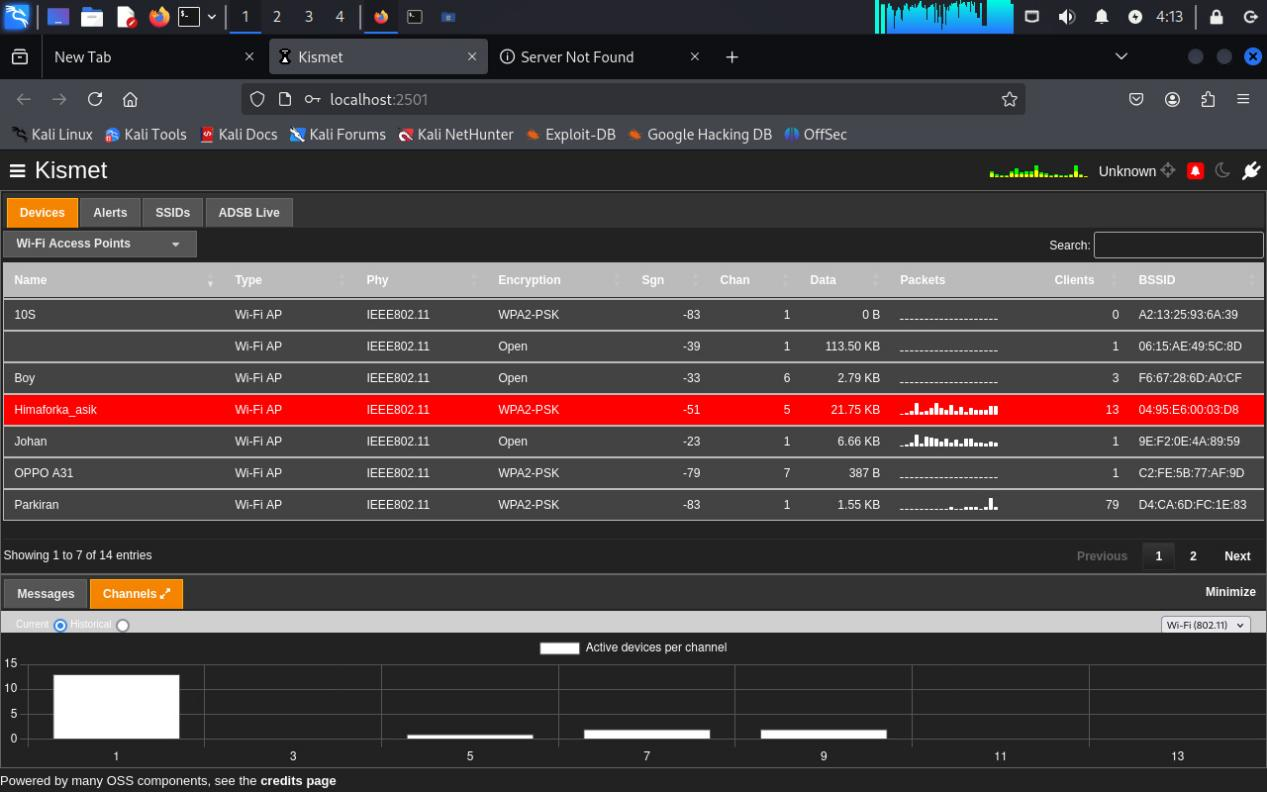 1 2 3 4 4:13
New Tab Kismet Server Not Found
localhost:2501
Kali Linux Kali Tools Kali Docs Kali Forums Kali NetHunter Exploit-DB Google Hacking DB OffSec
Kismet Unknown
Devices Alerts SSIDs ADSB Live
Wi-Fi Access Points Search:
Name Type Phy Encryption Sgn Chan Data Packets Clients BSSID
10S Wi-Fi AP IEEE802.11 WPA2-PSK -83 1 0 B 0 A2:13:25:93:6A:39
Wi-Fi AP IEEE802.11 Open -39 1 113.50 KB 1 06:15:AE:49:5C:8D
Boy Wi-Fi AP IEEE802.11 Open -33 6 2.79 KB 3 F6:67:28:6D:A0:CF
Himaforka_asik Wi-Fi AP IEEE802.11 WPA2-PSK -51 5 21.75 KB 13 04:95:E6:00:03:D8
Johan Wi-Fi AP IEEE802.11 Open -23 1 6.66 KB 1 9E:F2:0E:4A:89:59
OPPO A31 Wi-Fi AP IEEE802.11 WPA2-PSK -79 7 387 B 1 C2:FE:5B:77:AF:9D
Parkiran Wi-Fi AP IEEE802.11 WPA2-PSK -83 1 1.55 KB 79 D4:CA:6D:FC:1E:83
Showing 1 to 7 of 14 entries Previous 1 2 Next
Messages Channels Minimize
Current Historical Wi-Fi (802.11)
Active devices per channel
15
10
5
0
1 3 5 7 9 11 13
Powered by many OSS components, see the credits page